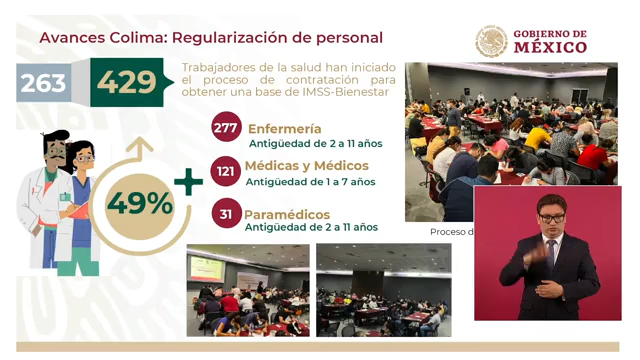 Avances Colima: Regularización de personal
GOBIERNO DE
MÉXICO
263
429
Trabajadores de la salud han iniciado
el proceso de contratación para
obtener una base de IMSS-Bienestar
277
Enfermería
Antigüedad de 2 a 11 años
121
Médicas y Médicos
Antigüedad de 1 a 7 años
49%
31
Paramédicos
Antigüedad de 2 a 11 años
Proceso d